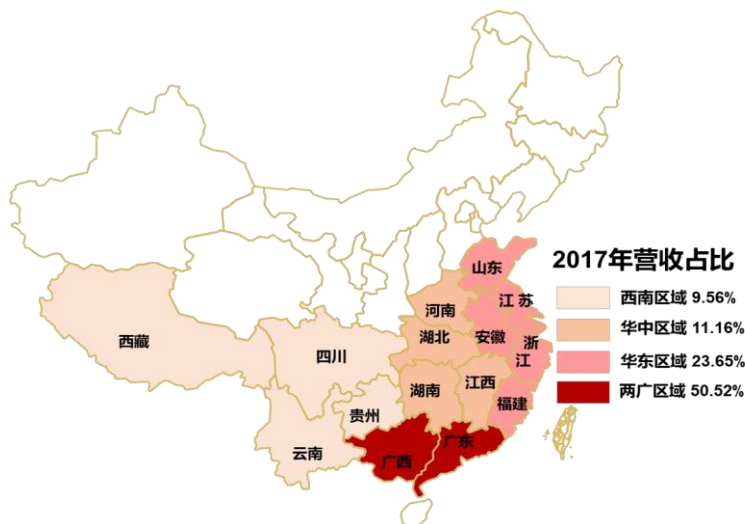 2017年营收占比
西南区域 9.56%
华中区域 11.16%
华东区域 23.65%
两广区域 50.52%
山东
江 苏
河南
安徽
浙
江
湖北
西藏
四川
湖南
江西
福建
贵州
云南
广西
广东